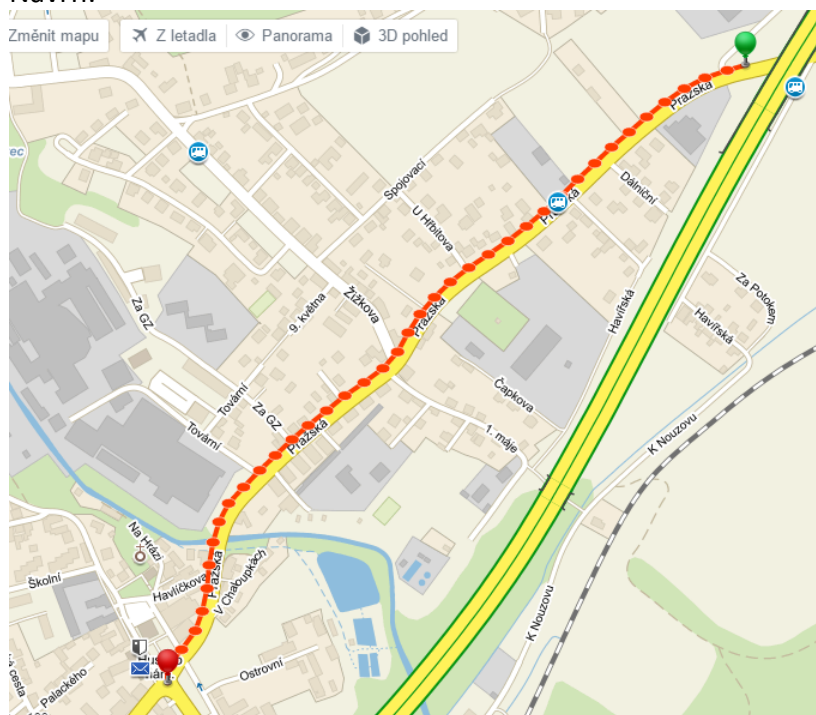 Změnit mapu
Z letadla
Panorama
3D pohled
Pražská
Spojovací
Dálniční
U Hřbitova
Pražská
Za Potokem
Havířská
Havířská
Za GZ
9. května
Žižkova
Pražská
Čapkova
Tovární
Za GZ
1. máje
Tovární
Pražská
K Nouzovu
Na Hrázi
Školní
Havlíčkova
Pražská
V Chaloupkách
K Nouzovu
Palackého
Ostrovní